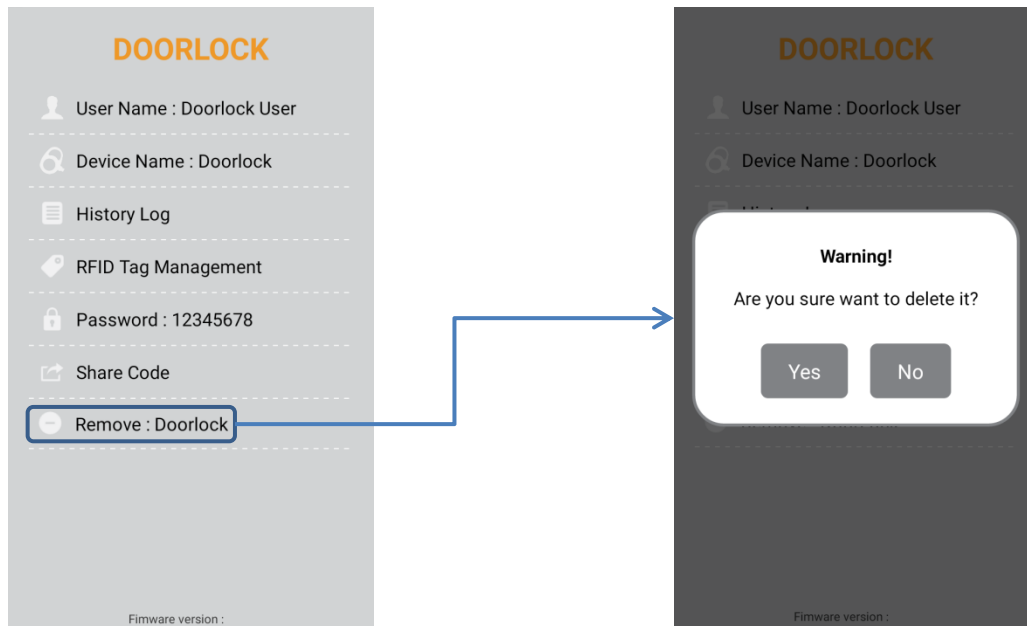 DOORLOCK
User Name : Doorlock User
Device Name : Doorlock
History Log
RFID Tag Management
Password : 12345678
Share Code
Remove : Doorlock
Fimware version :
DOORLOCK
User Name : Doorlock User
Device Name : Doorlock
Warning!
Are you sure want to delete it?
Yes
No
Fimware version :